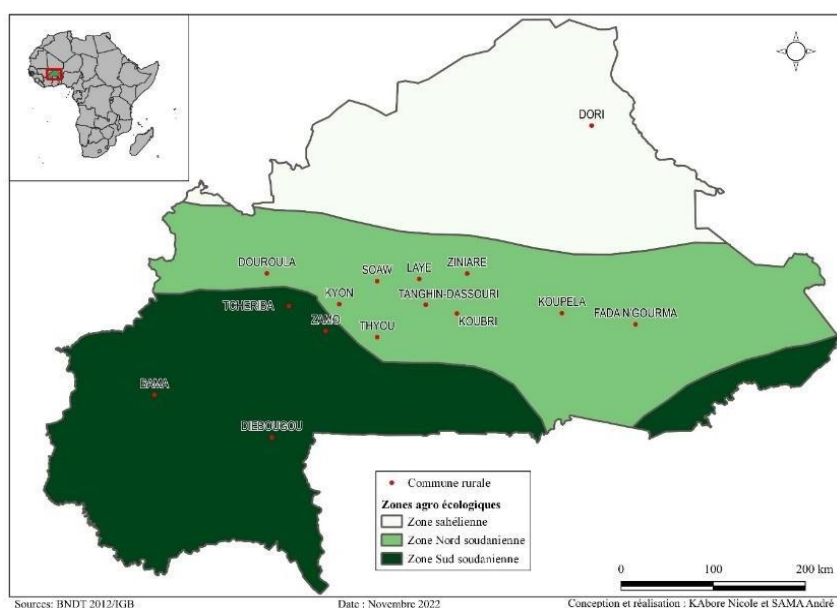 DORI
DOUROULA
SOAW
LAYE
ZINIARE
KYON
TANGHIN-DASSOURI
KOUPELA
TCHERIBA
ZAMO
THYOU
KOUBRI
FADA N'GOURMA
BAMA
DIEBOUGOU
Commune rurale
Zones agro écologiques
Zone sahélienne
Zone Nord soudanienne
Zone Sud soudanienne
0 100 200 km
Sources: BNDT 2012/IGB Date : Novembre 2022 Conception et réalisation : KAbore Nicole et SAMA André